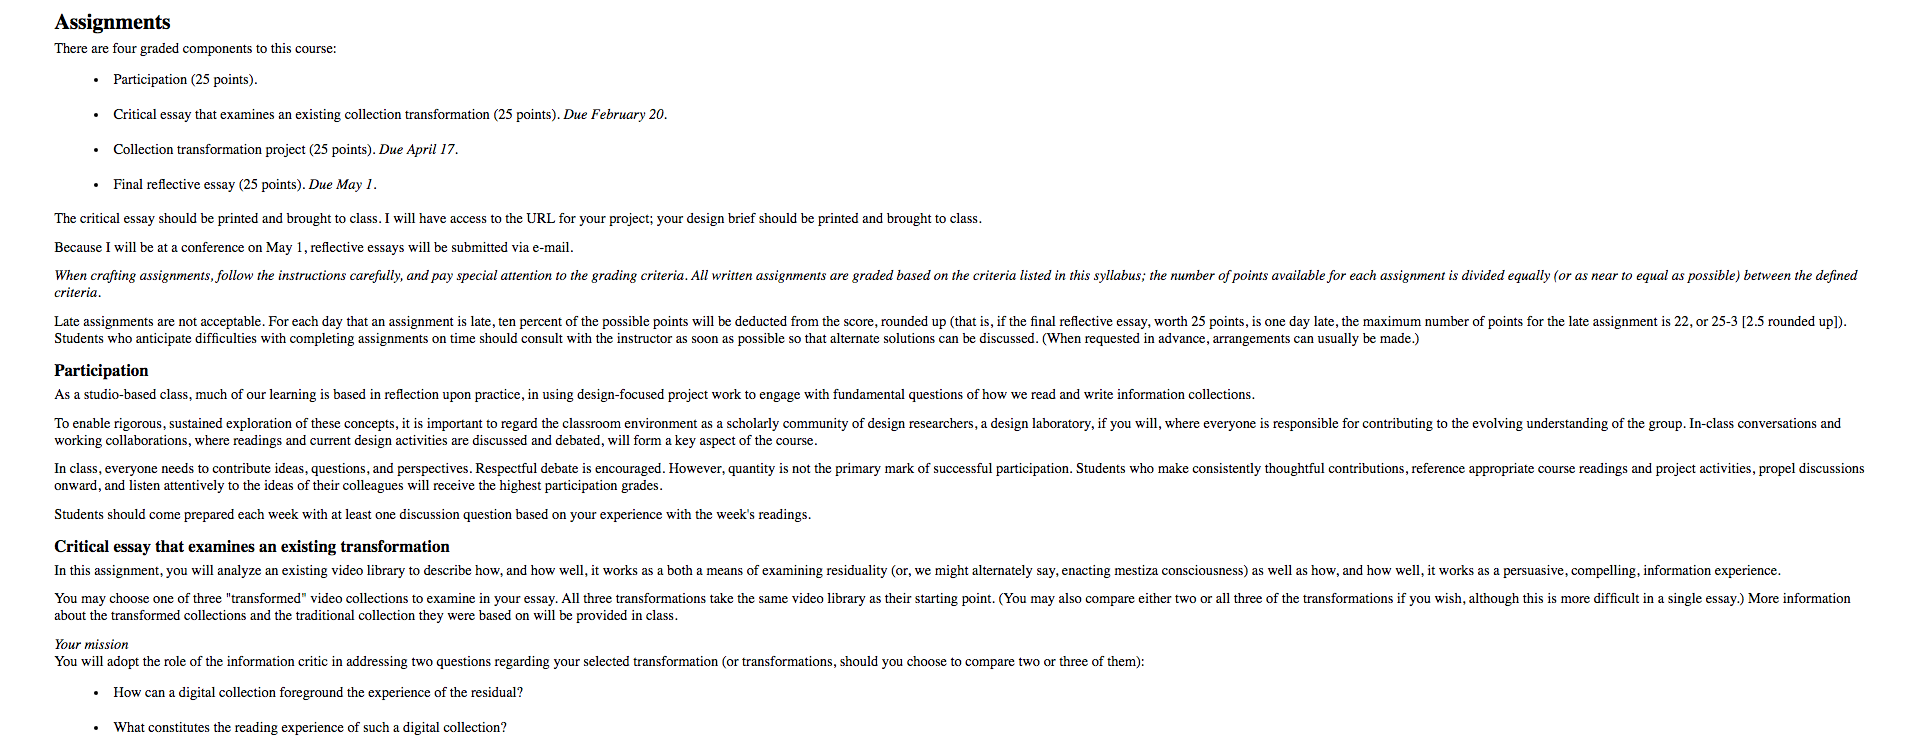 Assignments
There are four graded components to this course:
• Participation (25 points).
• Critical essay that examines an existing collection transformation (25 points). Due February 20.
• Collection transformation project (25 points). Due April 17.
• Final reflective essay (25 points). Due May 1.
The critical essay should be printed and brought to class. I will have access to the URL for your project; your design brief should be printed and brought to class.
Because I will be at a conference on May 1, reflective essays will be submitted via e-mail.
When crafting assignments, follow the instructions carefully, and pay special attention to the grading criteria. All written assignments are graded based on the criteria listed in this syllabus; the number of points available for each assignment is divided equally (or as near to equal as possible) between the defined
criteria.
Late assignments are not acceptable. For each day that an assignment is late, ten percent of the possible points will be deducted from the score, rounded up (that is, if the final reflective essay, worth 25 points, is one day late, the maximum number of points for the late assignment is 22, or 25-3 [2.5 rounded up]).
Students who anticipate difficulties with completing assignments on time should consult with the instructor as soon as possible so that alternate solutions can be discussed. (When requested in advance, arrangements can usually be made.)
Participation
As a studio-based class, much of our learning is based in reflection upon practice, in using design-focused project work to engage with fundamental questions of how we read and write information collections.
To enable rigorous, sustained exploration of these concepts, it is important to regard the classroom environment as a scholarly community of design researchers, a design laboratory, if you will, where everyone is responsible for contributing to the evolving understanding of the group. In-class conversations and
working collaborations, where readings and current design activities are discussed and debated, will form a key aspect of the course.
In class, everyone needs to contribute ideas, questions, and perspectives. Respectful debate is encouraged. However, quantity is not the primary mark of successful participation. Students who make consistently thoughtful contributions, reference appropriate course readings and project activities, propel discussions
onward, and listen attentively to the ideas of their colleagues will receive the highest participation grades.
Students should come prepared each week with at least one discussion question based on your experience with the week's readings.
Critical essay that examines an existing transformation
In this assignment, you will analyze an existing video library to describe how, and how well, it works as a both a means of examining residuality (or, we might alternately say, enacting mestiza consciousness) as well as how, and how well, it works as a persuasive, compelling, information experience.
You may choose one of three "transformed" video collections to examine in your essay. All three transformations take the same video library as their starting point. (You may also compare either two or all three of the transformations if you wish, although this is more difficult in a single essay.) More information
about the transformed collections and the traditional collection they were based on will be provided in class.
Your mission
You will adopt the role of the information critic in addressing two questions regarding your selected transformation (or transformations, should you choose to compare two or three of them):
• How can a digital collection foreground the experience of the residual?
• What constitutes the reading experience of such a digital collection?